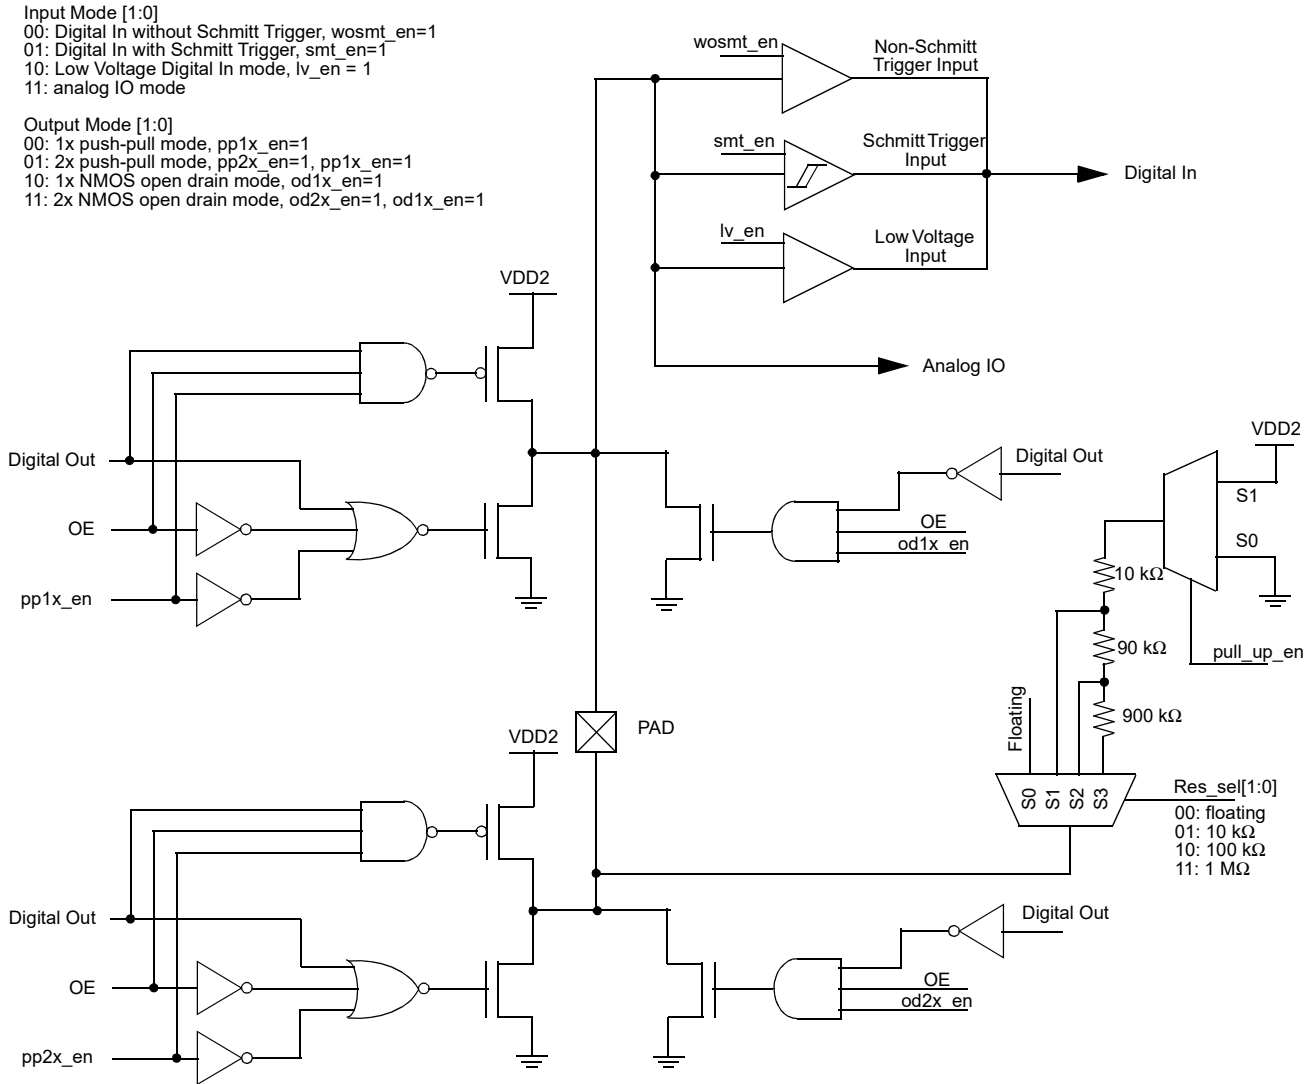 Input Mode [1:0]
00: Digital In without Schmitt Trigger, wosmt_en=1
01: Digital In with Schmitt Trigger, smt_en=1
10: Low Voltage Digital In mode, lv_en = 1
11: analog IO mode
Output Mode [1:0]
00: 1x push-pull mode, pp1x_en=1
01: 2x push-pull mode, pp2x_en=1, pp1x_en=1
10: 1x NMOS open drain mode, od1x_en=1
11: 2x NMOS open drain mode, od2x_en=1, od1x_en=1
wosmt_en
Non-Schmitt
Trigger Input
smt_en
Schmitt Trigger
Input
Digital In
lv_en
Low Voltage
Input
Analog IO
VDD2
Digital Out
OE
pp1x_en
Digital Out
OE
od1x_en
VDD2
S1
S0
10 kΩ
90 kΩ
pull_up_en
900 kΩ
Floating
S0
S1
S2
S3
Res_sel[1:0]
00: floating
01: 10 kΩ
10: 100 kΩ
11: 1 MΩ
PAD
VDD2
Digital Out
OE
pp2x_en
Digital Out
OE
od2x_en